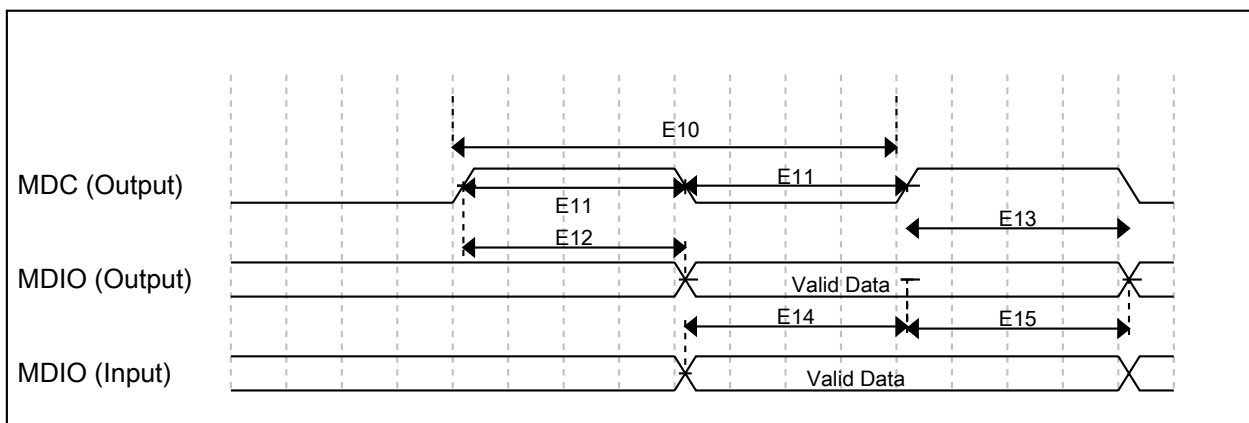 E10
MDC (Output)
E11
E11
E13
E12
MDIO (Output)
Valid Data
E14
E15
MDIO (Input)
Valid Data